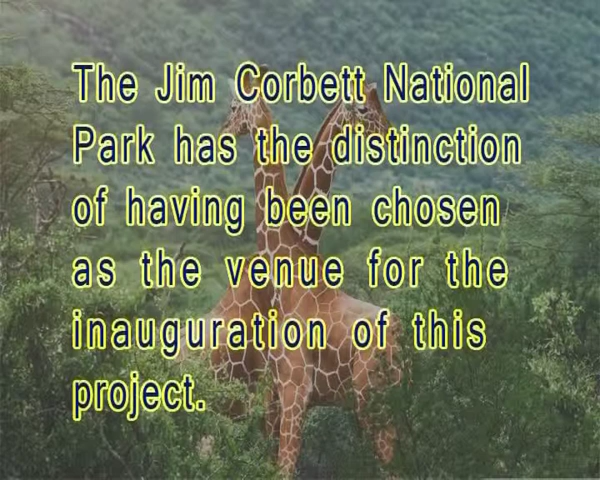 The Jim Corbett National
Park has the distinction
of having been chosen
as the venue for the
inauguration of this
project.